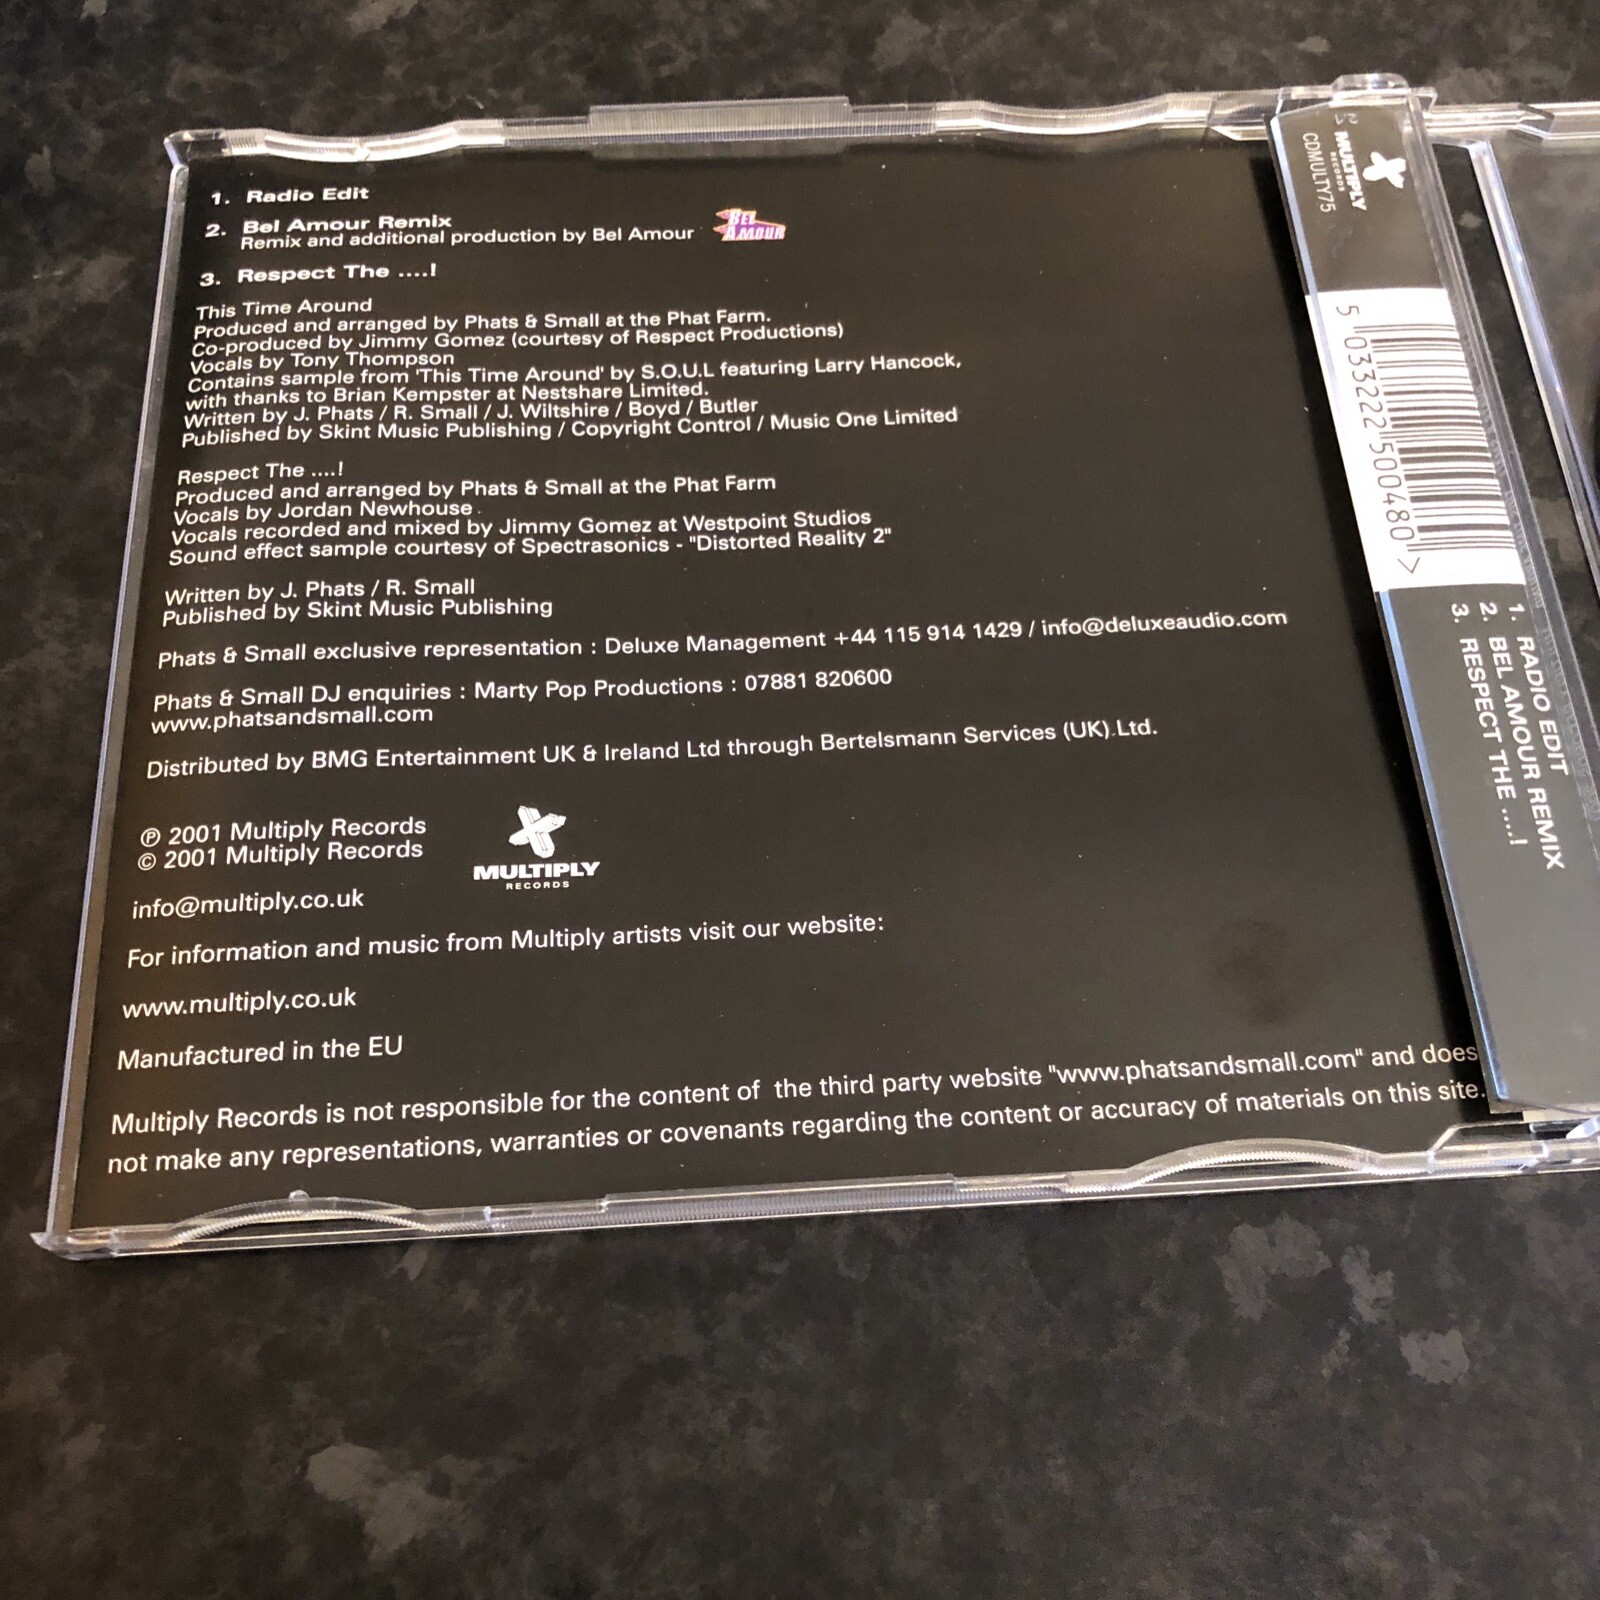 1. Radio Edit
2. Bel Amour Remix
Remix and additional production by Bel Amour
BEL
AMOUR
3. Respect The ....!
This Time Around
Produced and arranged by Phats & Small at the Phat Farm.
Co-produced by Jimmy Gomez (courtesy of Respect Productions)
Vocals by Tony Thompson
Contains sample from 'This Time Around' by S.O.U.L featuring Larry Hancock,
with thanks to Brian Kempster at Nestshare Limited.
Written by J. Phats / R. Small / J. Wiltshire / Boyd / Butler
Published by Skint Music Publishing / Copyright Control / Music One Limited
Respect The ....!
Produced and arranged by Phats & Small at the Phat Farm
Vocals by Jordan Newhouse
Vocals recorded and mixed by Jimmy Gomez at Westpoint Studios
Sound effect sample courtesy of Spectrasonics - "Distorted Reality 2"
Written by J. Phats / R. Small
Published by Skint Music Publishing
Phats & Small exclusive representation : Deluxe Management +44 115 914 1429 / info@deluxeaudio.com
Phats & Small DJ enquiries : Marty Pop Productions : 07881 820600
www.phatsandsmall.com
Distributed by BMG Entertainment UK & Ireland Ltd through Bertelsmann Services (UK) Ltd.
℗ 2001 Multiply Records
© 2001 Multiply Records
MULTIPLY
RECORDS
info@multiply.co.uk
For information and music from Multiply artists visit our website:
www.multiply.co.uk
Manufactured in the EU
Multiply Records is not responsible for the content of the third party website "www.phatsandsmall.com" and does
not make any representations, warranties or covenants regarding the content or accuracy of materials on this site.
MULTIPLY
RECORDS
CDMULTY75
5 033222 500480 >
1. RADIO EDIT
2. BEL AMOUR REMIX
3. RESPECT THE ....!